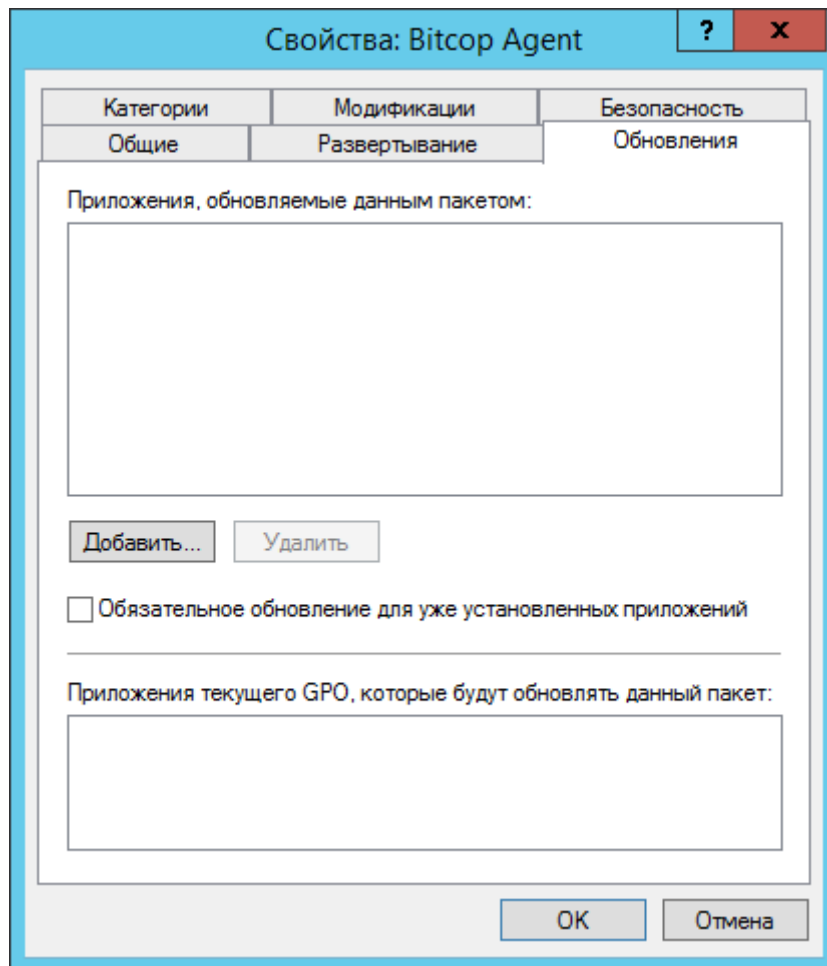 Свойства: Bitcop Agent
?
x
Категории
Модификации
Безопасность
Общие
Развертывание
Обновления
Приложения, обновляемые данным пакетом:
Добавить...
Удалить
Обязательное обновление для уже установленных приложений
Приложения текущего GPO, которые будут обновлять данный пакет:
OK
Отмена